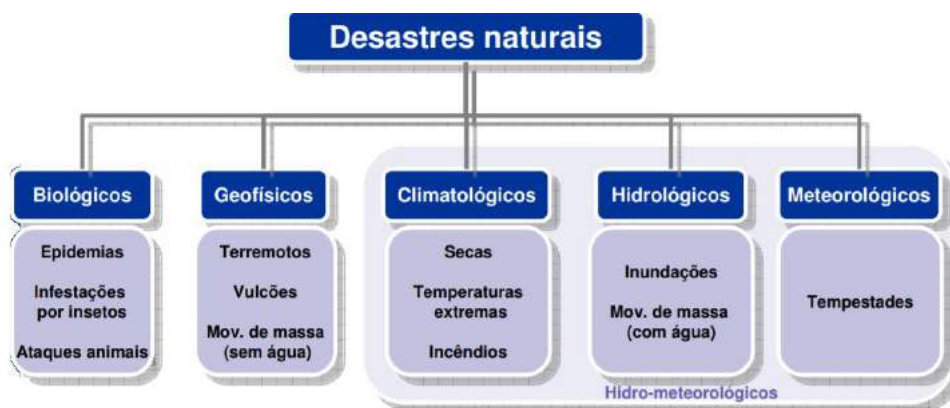 Desastres naturais
Biológicos
Epidemias
Infestações
por insetos
Ataques animais
Geofísicos
Terremotos
Vulcões
Mov. de massa
(sem água)
Climatológicos
Secas
Temperaturas
extremas
Incêndios
Hidrológicos
Inundações
Mov. de massa
(com água)
Meteorológicos
Tempestades
Hidro-meteorológicos